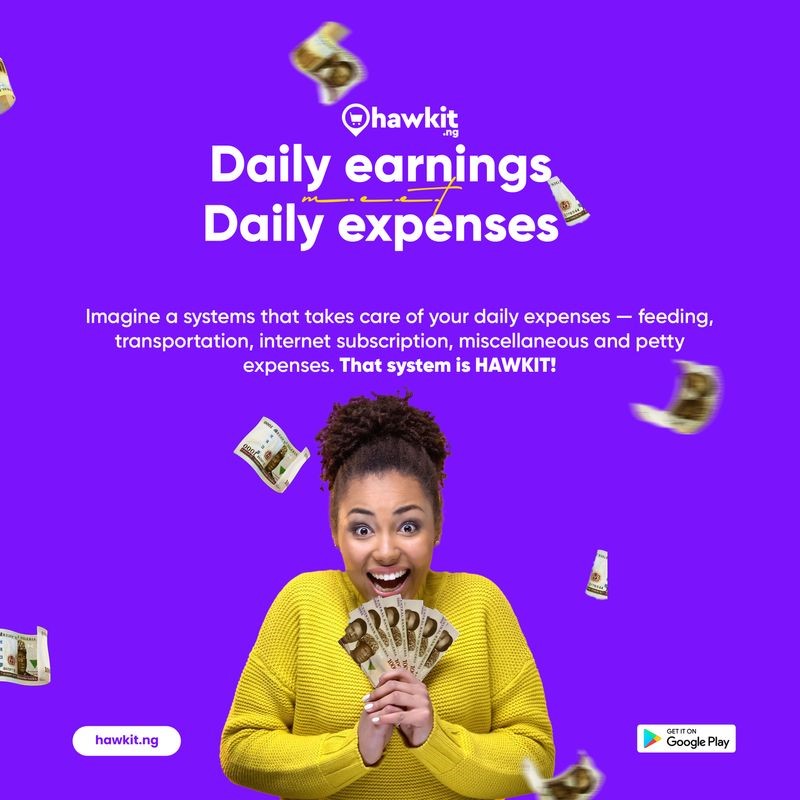 hawkit
.ng
Daily earnings
meet
Daily expenses
Imagine a systems that takes care of your daily expenses — feeding,
transportation, internet subscription, miscellaneous and petty
expenses. That system is HAWKIT!
1000
hawkit.ng
GET IT ON
Google Play